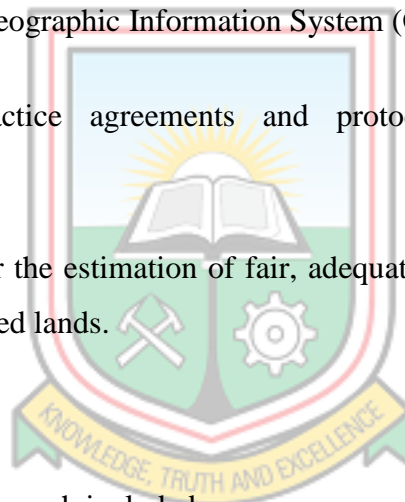 eographic Information System (
actice agreements and proto
r the estimation of fair, adequat
ed lands.
KNOWLEDGE, TRUTH AND EXCELLENCE